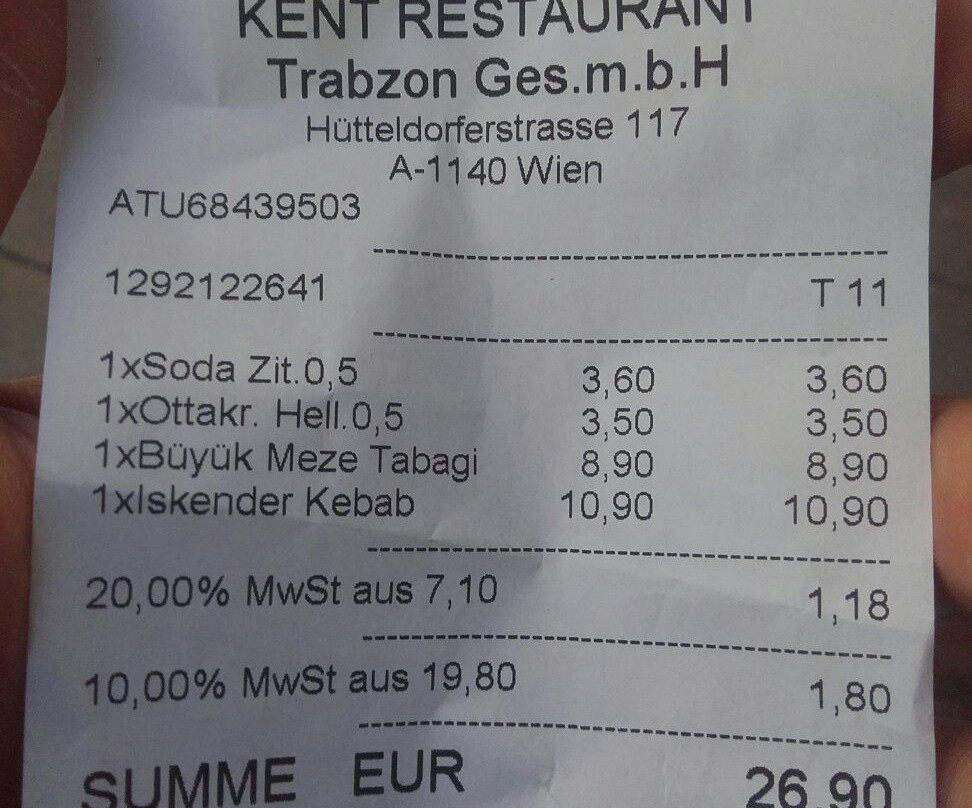 KENT RESTAURANT
Trabzon Ges.m.b.H
Hütteldorferstrasse 117
A-1140 Wien
ATU68439503
1292122641 T 11
1xSoda Zit.0,5 3,60 3,60
1xOttakr. Hell.0,5 3,50 3,50
1xBüyük Meze Tabagi 8,90 8,90
1xIskender Kebab 10,90 10,90
20,00% MwSt aus 7,10 1,18
10,00% MwSt aus 19,80 1,80
SUMME EUR 26,90